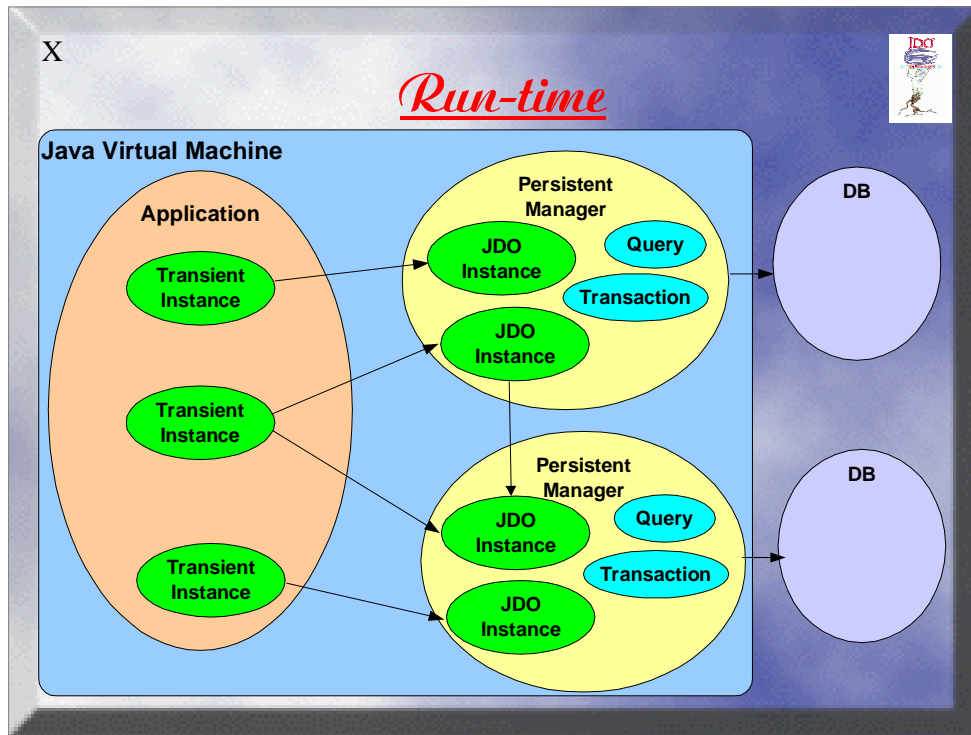 X
JDO
Run-time
Java Virtual Machine
Application
Transient
Instance
Transient
Instance
Transient
Instance
Persistent
Manager
JDO
Instance
Query
Transaction
JDO
Instance
DB
Persistent
Manager
JDO
Instance
Query
Transaction
JDO
Instance
DB